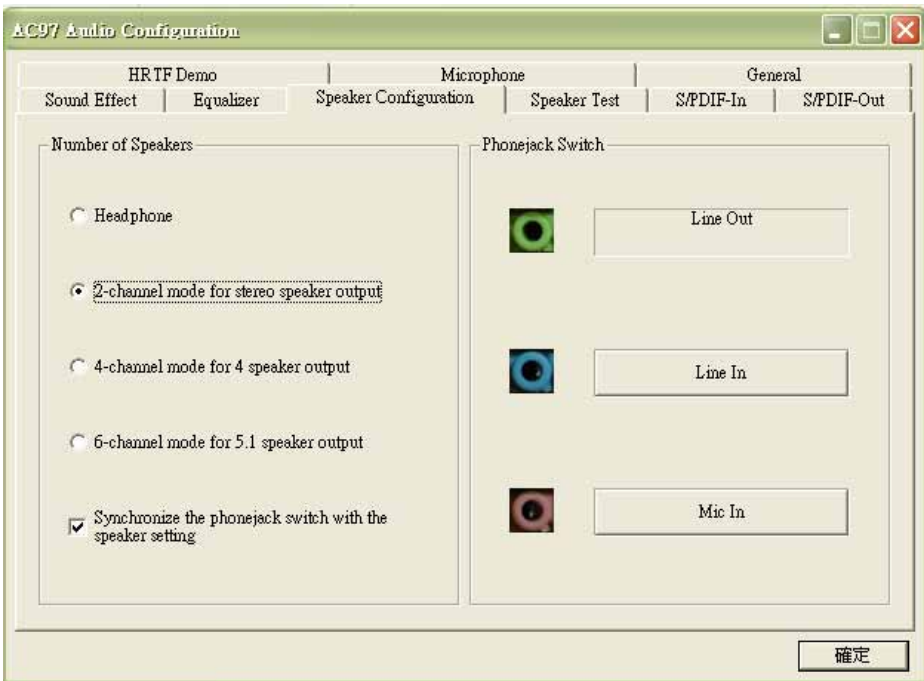 AC97 Audio Configuration
HRTF Demo
Microphone
General
Sound Effect
Equalizer
Speaker Configuration
Speaker Test
S/PDIF-In
S/PDIF-Out
Number of Speakers
Headphone
2-channel mode for stereo speaker output
4-channel mode for 4 speaker output
6-channel mode for 5.1 speaker output
Synchronize the phonejack switch with the
speaker setting
Phonejack Switch
Line Out
Line In
Mic In
確定